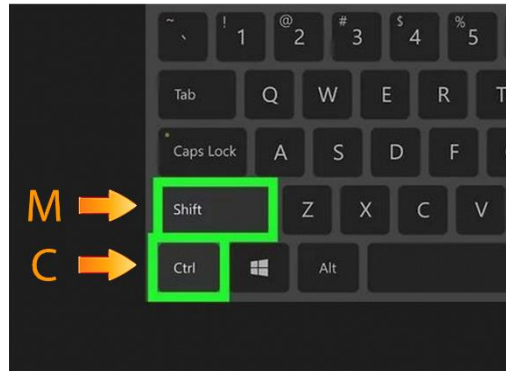 ~ ` ! 1 @ 2 # 3 $ 4 % 5
Tab Q W E R T
Caps Lock A S D F
M Shift Z X C V
C Ctrl Alt